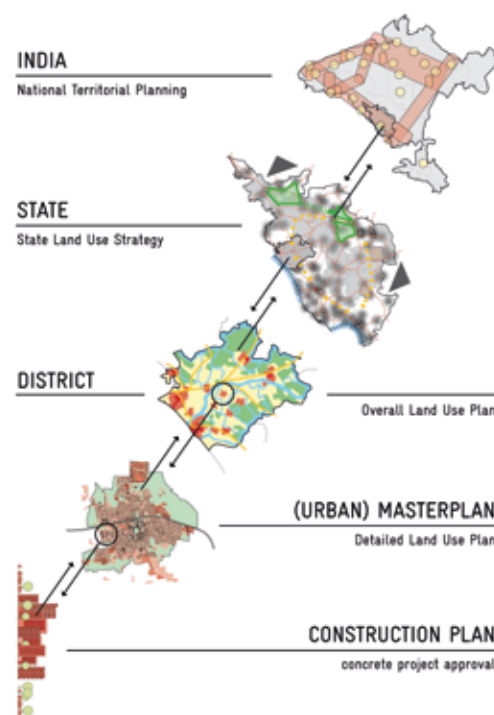 INDIA
National Territorial Planning
STATE
State Land Use Strategy
DISTRICT
Overall Land Use Plan
(URBAN) MASTERPLAN
Detailed Land Use Plan
CONSTRUCTION PLAN
concrete project approval